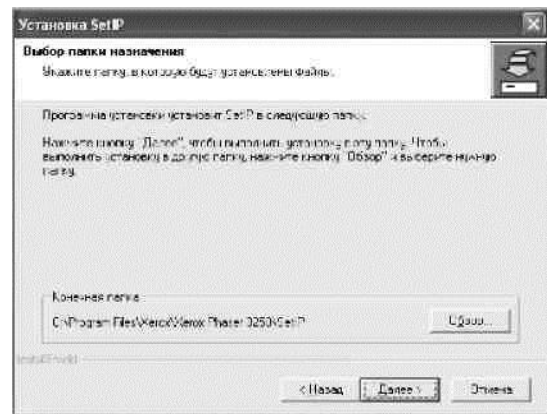 Установка SetIP
Выбор папки назначения
Укажите папку, в которую будут установлены файлы.
Программа установки установит SetIP в следующую папку.
Нажмите кнопку "Далее", чтобы выполнить установку в эту папку. Чтобы
выполнить установку в другую папку, нажмите кнопку "Обзор" и выберите нужную
папку.
Конечная папка
C:\Program Files\Xerox\Xerox Phaser 3250\SetIP
Обзор...
InstallShield
< Назад
Далее >
Отмена